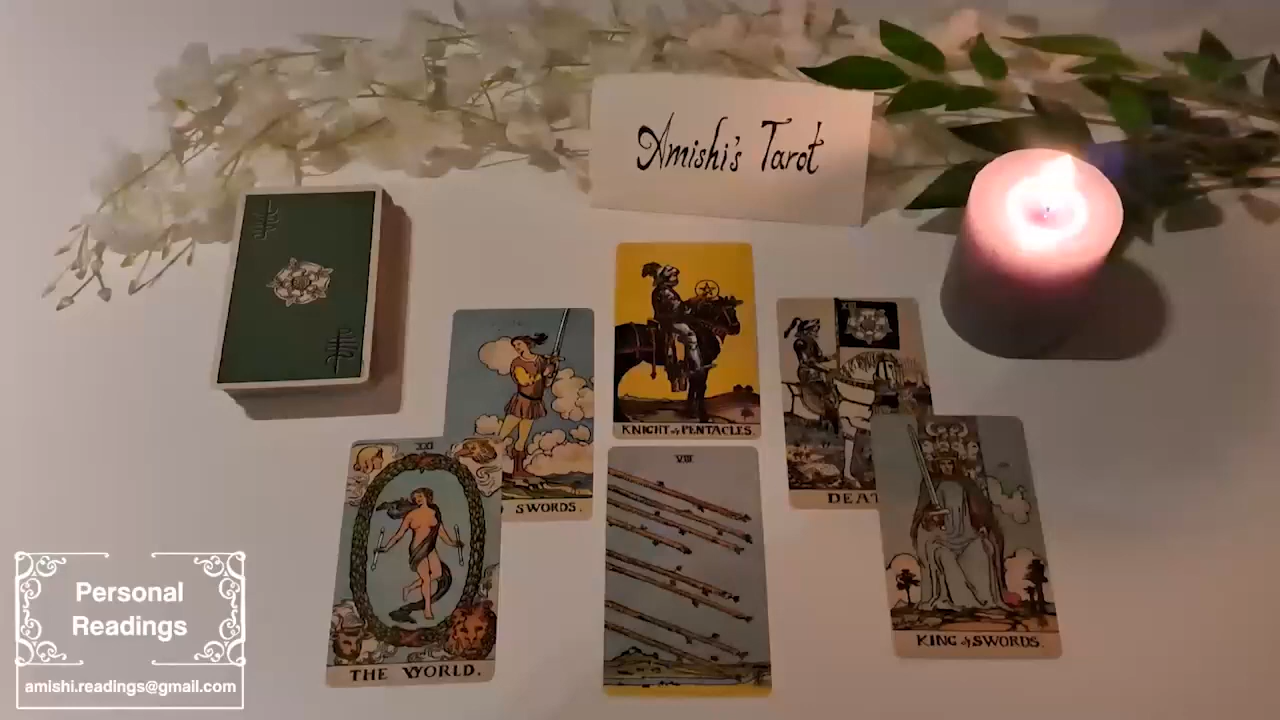 Amishi's Tarot
KNIGHT of PENTACLES.
XIII
DEAT
SWORDS.
XXI
THE WORLD.
VIII
KING of SWORDS.
Personal
Readings
amishi.readings@gmail.com